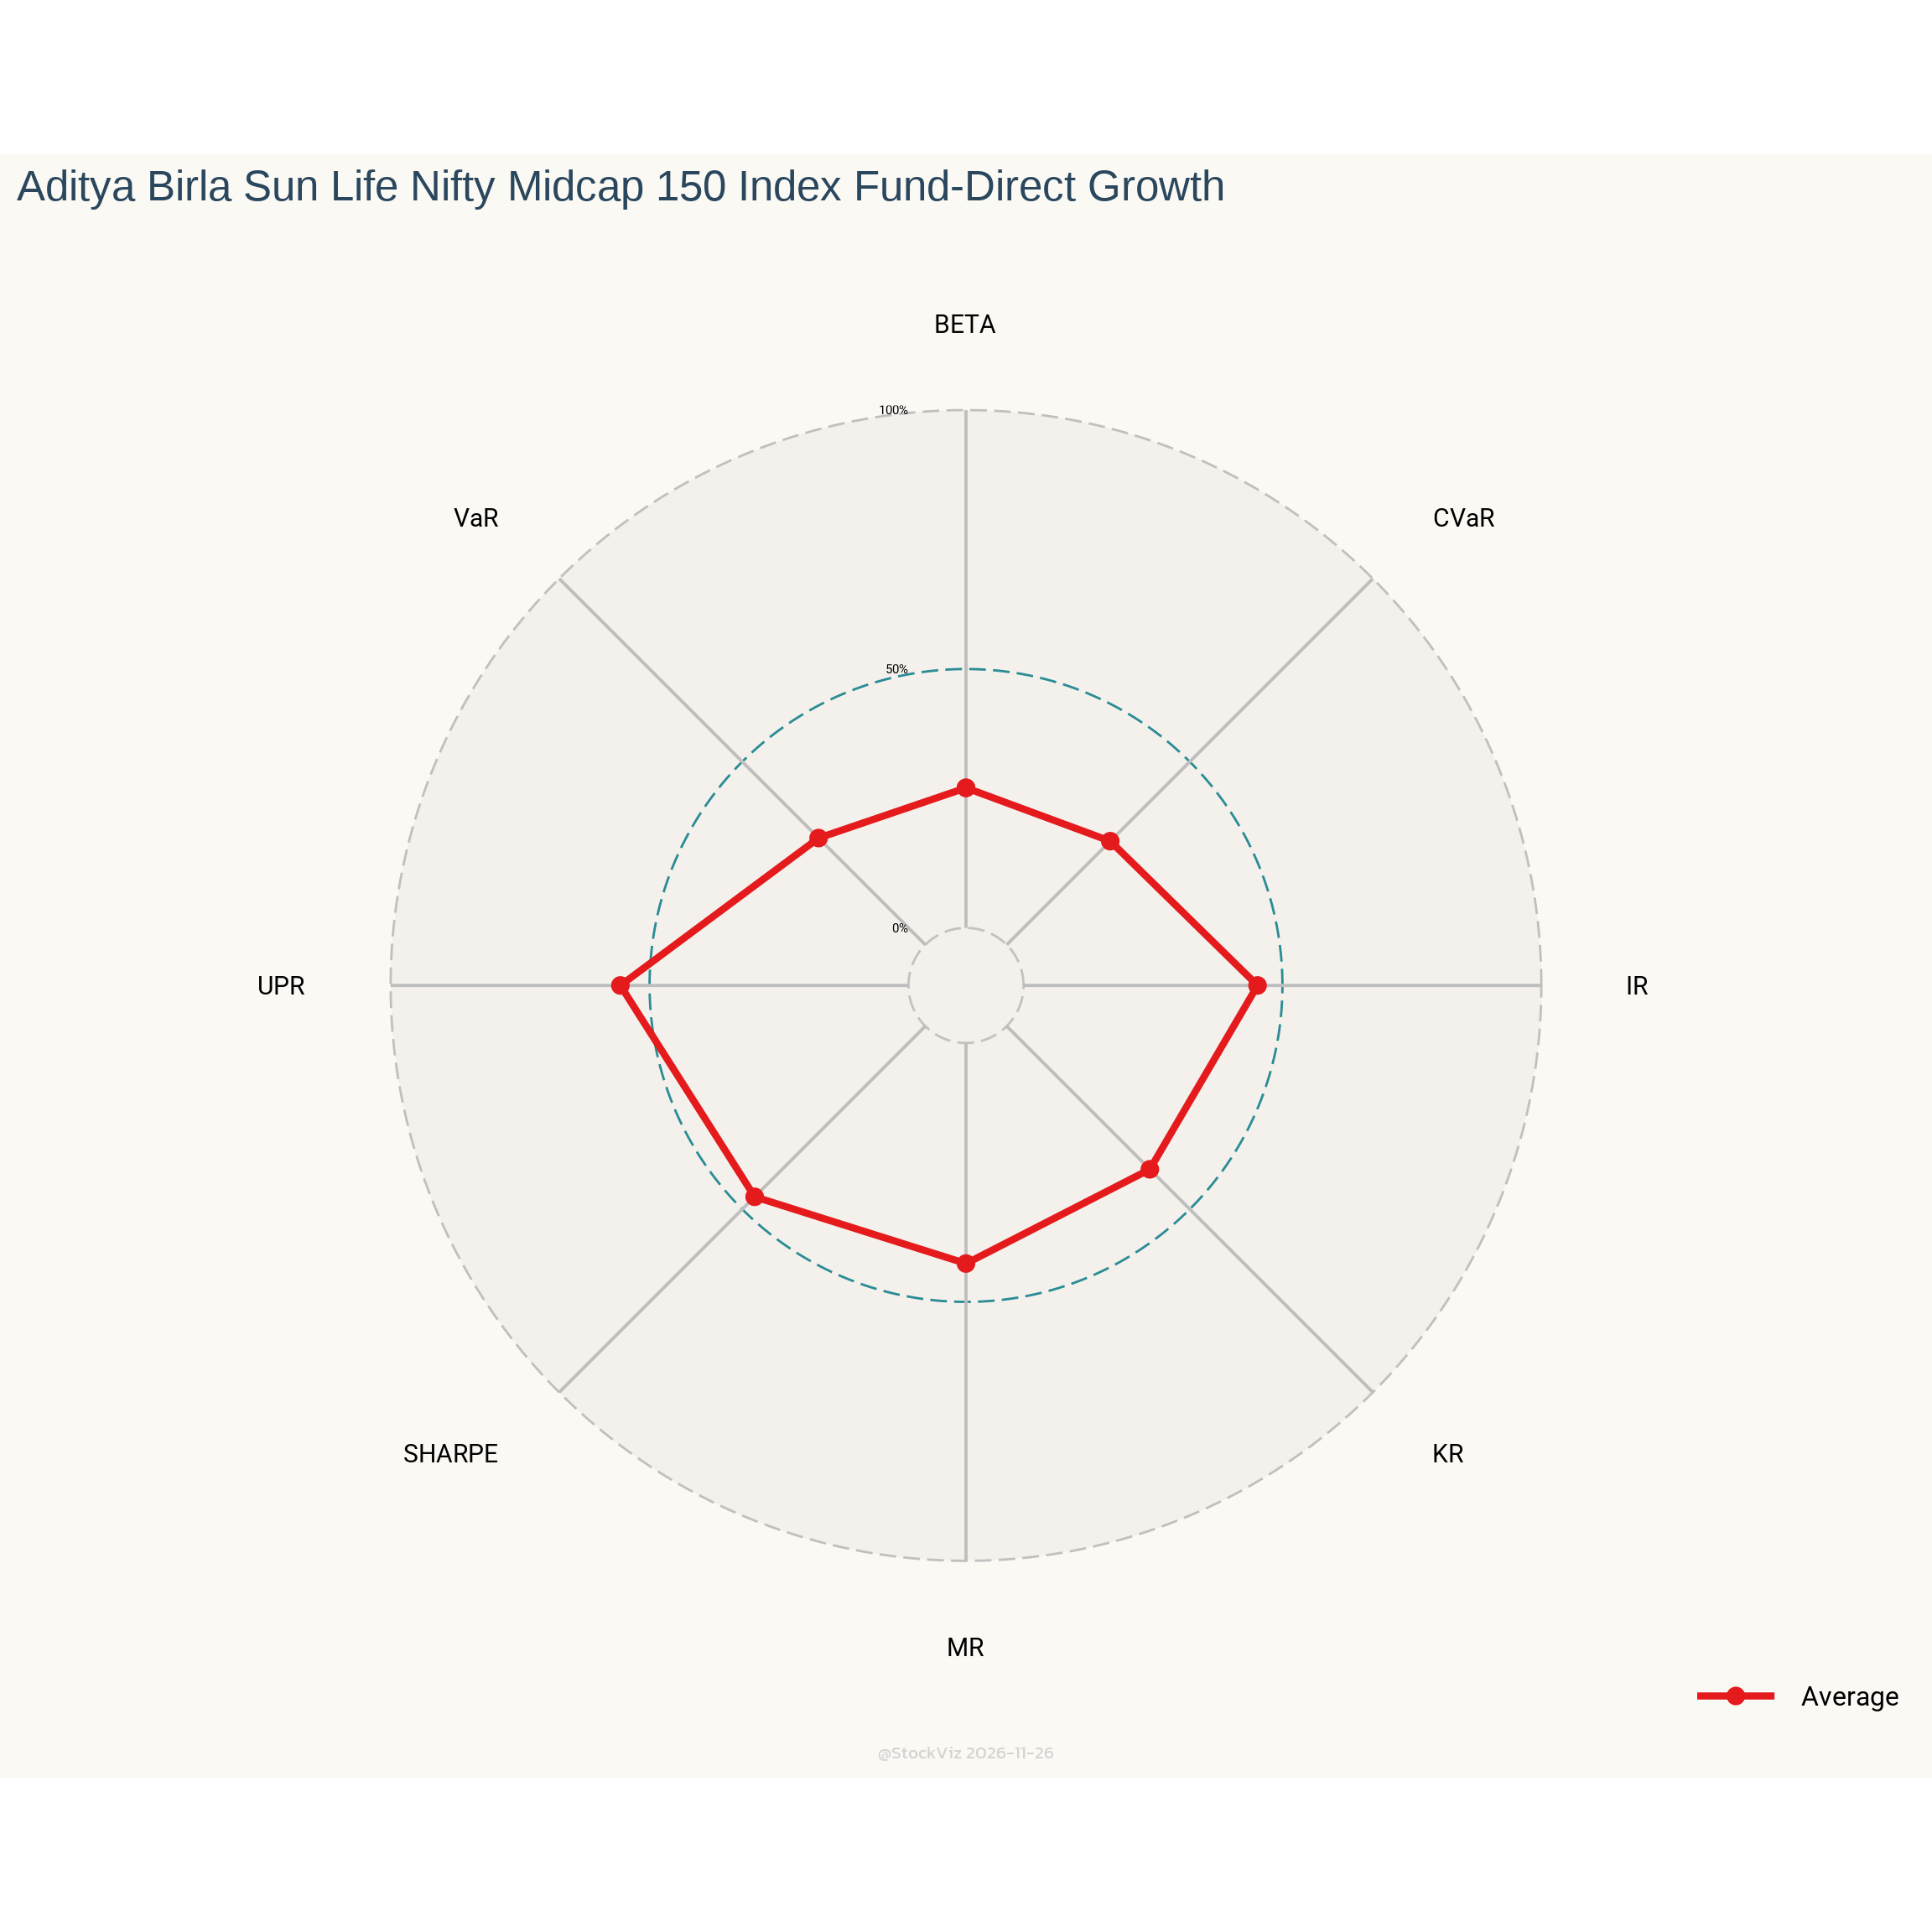 Aditya Birla Sun Life Nifty Midcap 150 Index Fund-Direct Growth
BETA
100%
VaR
CVaR
50%
0%
UPR
IR
SHARPE
KR
MR
Average
@StockViz 2026-11-26